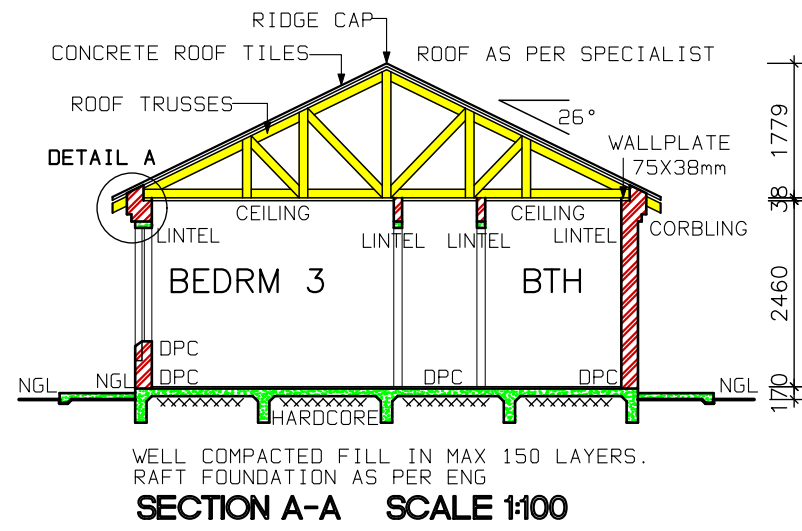 RIDGE CAP
CONCRETE ROOF TILES
ROOF AS PER SPECIALIST
ROOF TRUSSES
26°
1779
WALLPLATE
75X38mm
DETAIL A
38
CEILING
CEILING
CORBLING
LINTEL
LINTEL
LINTEL
LINTEL
BEDRM 3
BTH
2460
DPC
NGL
DPC
DPC
DPC
NGL
170
HARDCORE
WELL COMPACTED FILL IN MAX 150 LAYERS.
RAFT FOUNDATION AS PER ENG
SECTION A-A SCALE 1:100